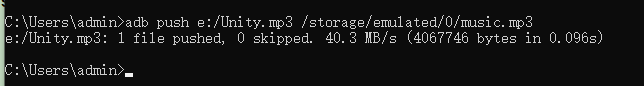 C:\Users\admin>adb push e:/Unity.mp3 /storage/emulated/0/music.mp3
e:/Unity.mp3: 1 file pushed, 0 skipped. 40.3 MB/s (4067746 bytes in 0.096s)
C:\Users\admin>